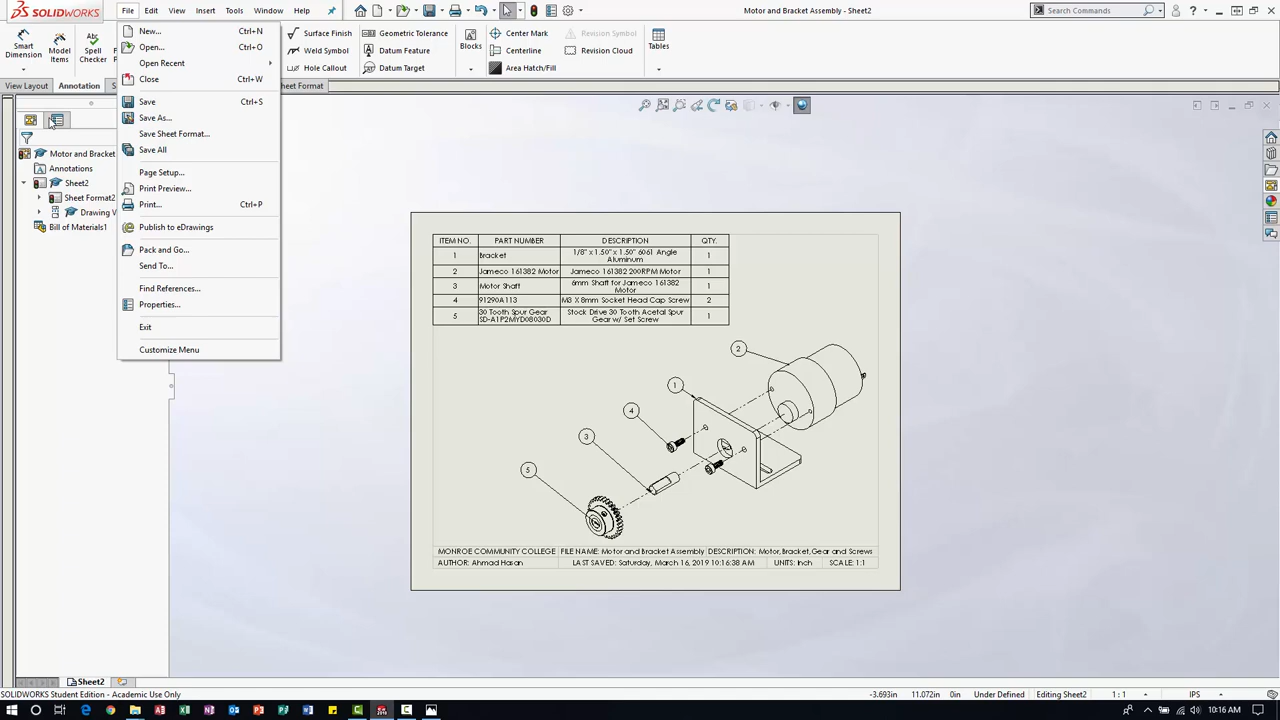 SOLIDWORKS File Edit View Insert Tools Window Help Motor and Bracket Assembly - Sheet2 Search Commands
Smart Dimension
Model Items
Spell Checker
Surface Finish
Weld Symbol
Hole Callout
Geometric Tolerance
Datum Feature
Datum Target
Blocks
Center Mark
Centerline
Area Hatch/Fill
Revision Symbol
Revision Cloud
Tables
View Layout Annotation
heet Format
New... Ctrl+N
Open... Ctrl+O
Open Recent
Close Ctrl+W
Save Ctrl+S
Save As...
Save Sheet Format...
Save All
Page Setup...
Print Preview...
Print... Ctrl+P
Publish to eDrawings
Pack and Go...
Send To...
Find References...
Properties...
Exit
Customize Menu
Motor and Bracket
Annotations
Sheet2
Sheet Format2
Drawing V
Bill of Materials1
ITEM NO. PART NUMBER DESCRIPTION QTY.
1 Bracket 1/8" x 1.50" x 1.50" 6061 Angle Aluminum 1
2 Jameco 161382 Motor Jameco 161382 200RPM Motor 1
3 Motor Shaft 6mm Shaft for Jameco 161382 Motor 1
4 91290A113 M3 X 8mm Socket Head Cap Screw 2
5 30 Tooth Spur Gear SD-A1P2MYD08030D Stock Drive 30 Tooth Acetal Spur Gear w/ Set Screw 1
2
1
4
3
5
MONROE COMMUNITY COLLEGE FILE NAME: Motor and Bracket Assembly DESCRIPTION: Motor,Bracket,Gear and Screws
AUTHOR: Ahmad Hasan LAST SAVED: Saturday, March 16, 2019 10:16:38 AM UNITS: Inch SCALE: 1:1
Sheet2
SOLIDWORKS Student Edition - Academic Use Only -3.693in 11.072in 0in Under Defined Editing Sheet2 1 : 1 IPS
10:16 AM